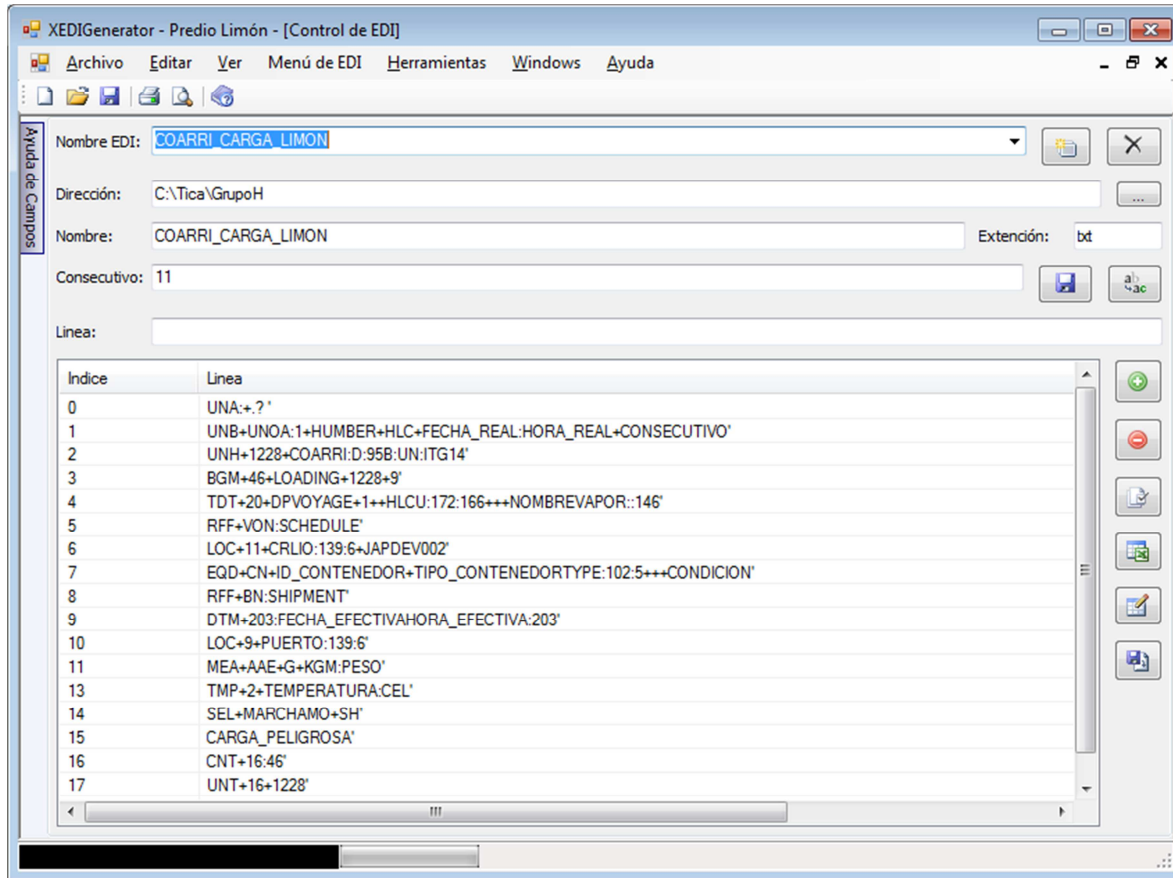 XEDIGenerator - Predio Limón - [Control de EDI]
Archivo Editar Ver Menú de EDI Herramientas Windows Ayuda
Ayuda de Campos
Nombre EDI: COARRI_CARGA_LIMON
Dirección: C:\Tica\GrupoH ...
Nombre: COARRI_CARGA_LIMON Extención: txt
Consecutivo: 11
ab ac
Linea:
Indice Linea
0 UNA:+.? '
1 UNB+UNOA:1+HUMBER+HLC+FECHA_REAL:HORA_REAL+CONSECUTIVO'
2 UNH+1228+COARRI:D:95B:UN:ITG14'
3 BGM+46+LOADING+1228+9'
4 TDT+20+DPVOYAGE+1++HLCU:172:166+++NOMBREVAPOR::146'
5 RFF+VON:SCHEDULE'
6 LOC+11+CRLIO:139:6+JAPDEV002'
7 EQD+CN+ID_CONTENEDOR+TIPO_CONTENEDORTYPE:102:5+++CONDICION'
8 RFF+BN:SHIPMENT'
9 DTM+203:FECHA_EFECTIVAHORA_EFECTIVA:203'
10 LOC+9+PUERTO:139:6'
11 MEA+AAE+G+KGM:PESO'
13 TMP+2+TEMPERATURA:CEL'
14 SEL+MARCHAMO+SH'
15 CARGA_PELIGROSA'
16 CNT+16:46'
17 UNT+16+1228'